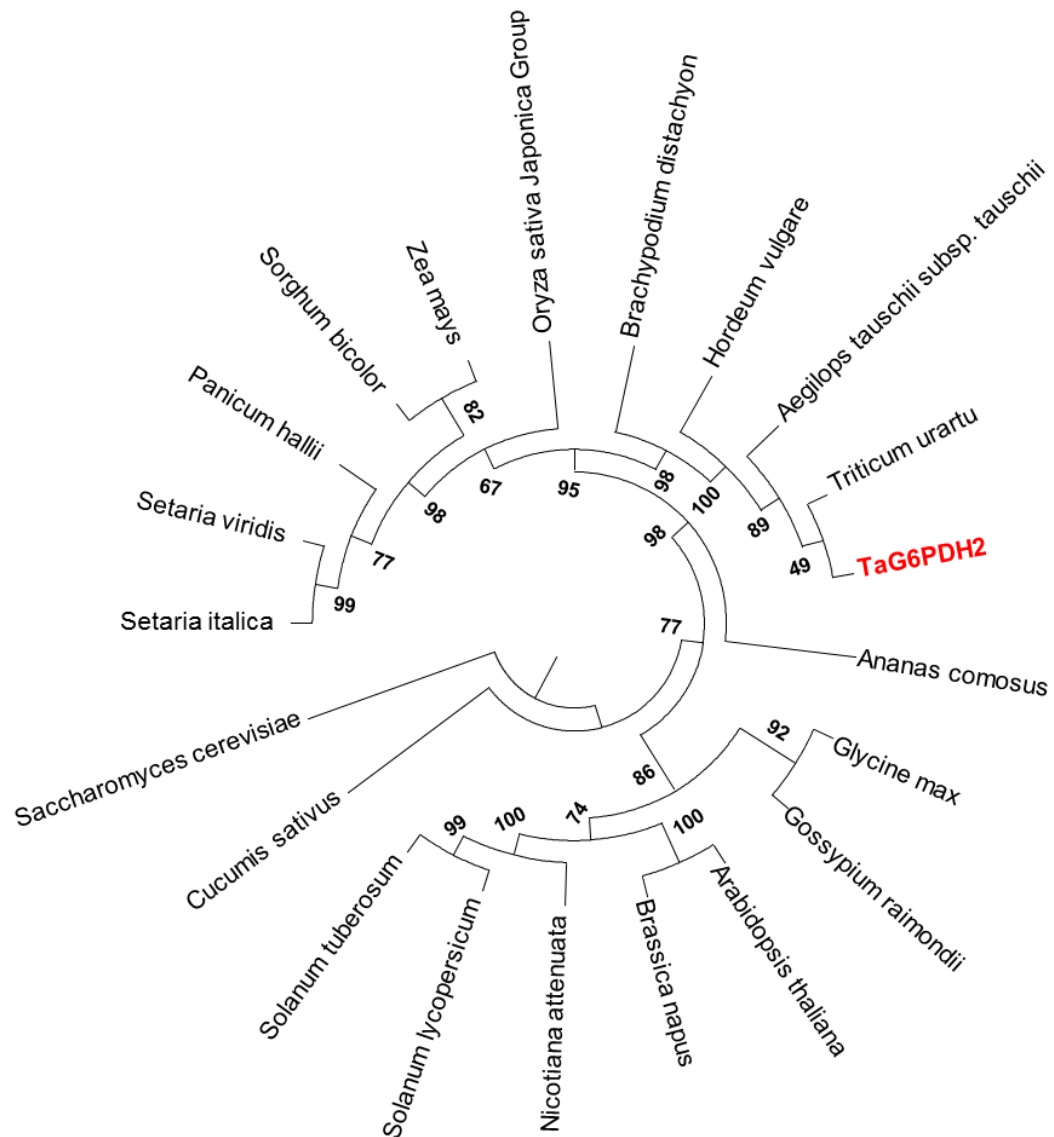 Oryza sativa Japonica Group
Brachypodium distachyon
Hordeum vulgare
Aegilops tauschii subsp. tauschii
Triticum urartu
TaG6PDH2
Ananas comosus
Glycine max
Gossypium raimondii
Arabidopsis thaliana
Brassica napus
Nicotiana attenuata
Solanum lycopersicum
Solanum tuberosum
Cucumis sativus
Saccharomyces cerevisiae
Setaria italica
Setaria viridis
Panicum hallii
Sorghum bicolor
Zea mays
82
98
67
95
98
100
89
49
98
77
99
77
92
86
74
100
100
99